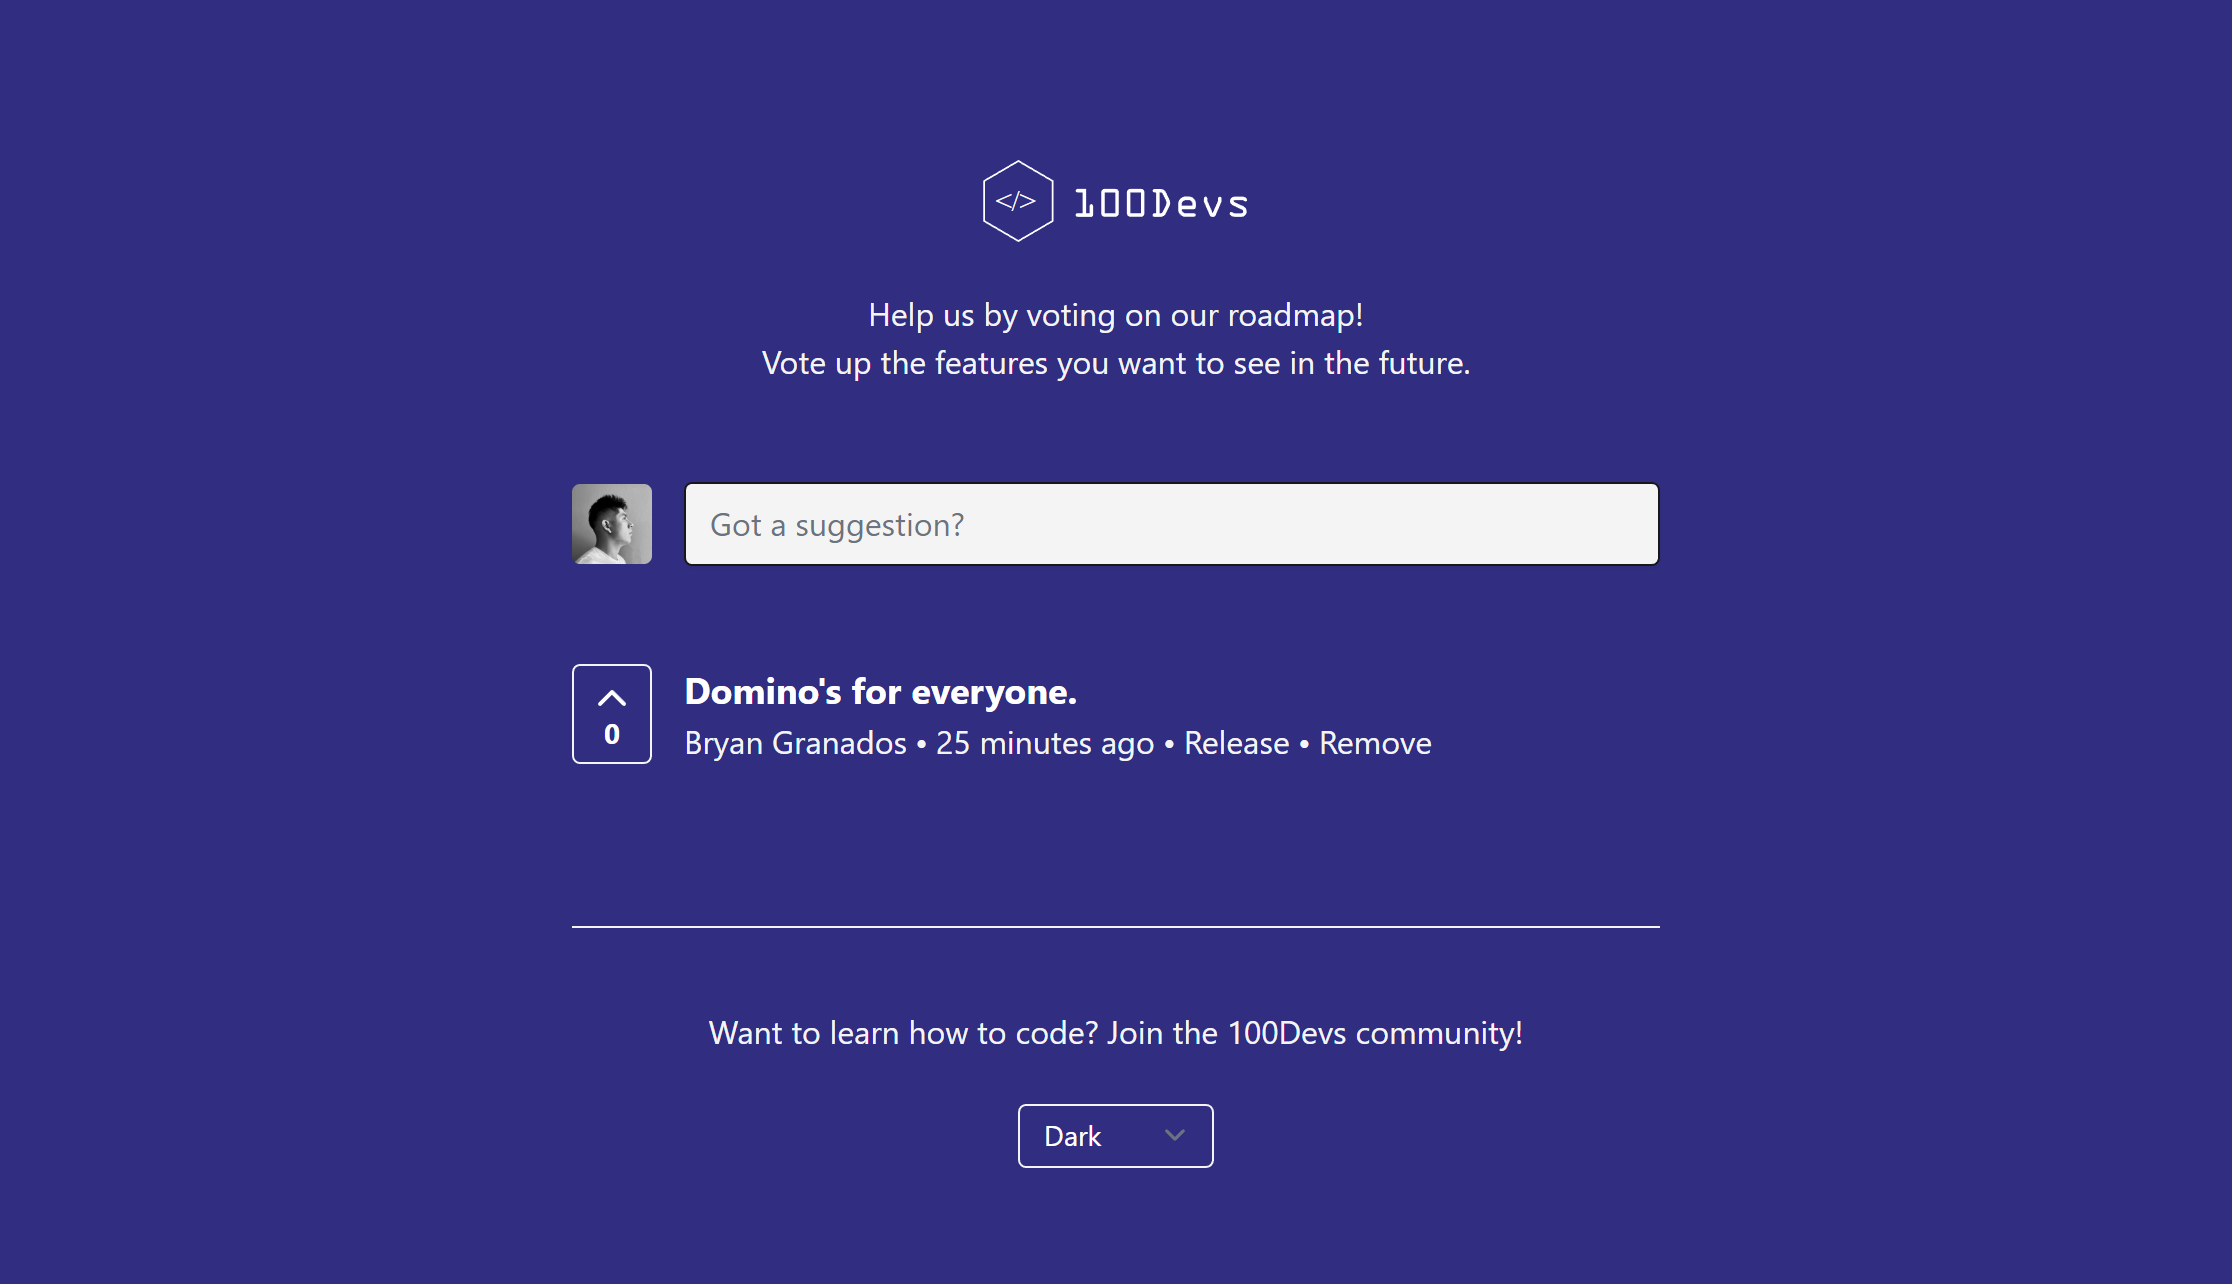 </> 100Devs
Help us by voting on our roadmap!
Vote up the features you want to see in the future.
Got a suggestion?
Domino's for everyone.
0
Bryan Granados • 25 minutes ago • Release • Remove
Want to learn how to code? Join the 100Devs community!
Dark